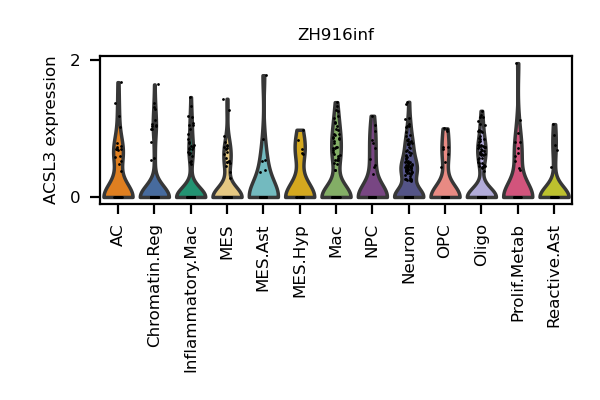 ZH916inf
ACSL3 expression
2
0
AC
Chromatin.Reg
Inflammatory.Mac
MES
MES.Ast
MES.Hyp
Mac
NPC
Neuron
OPC
Oligo
Prolif.Metab
Reactive.Ast